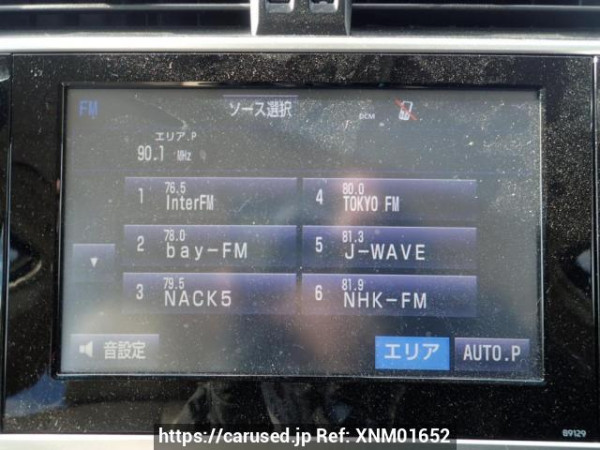 FM
ソース選択
DCM
エリア.P
90.1 MHz
1 76.5 InterFM
2 78.0 bay-FM
3 79.5 NACK5
4 80.0 TOKYO FM
5 81.3 J-WAVE
6 81.9 NHK-FM
▼
音設定
エリア
AUTO.P
69129
https://carused.jp Ref: XNM01652